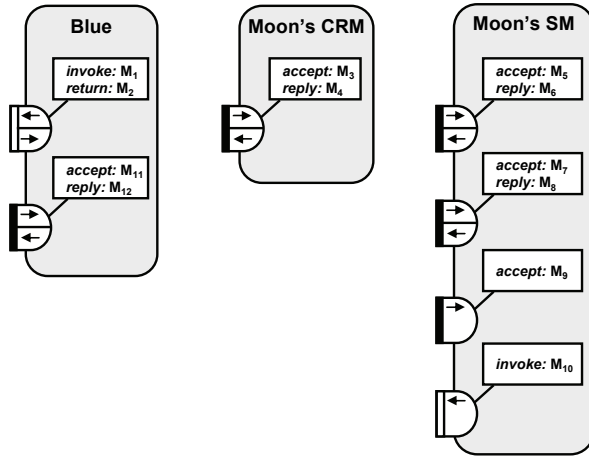 Blue
invoke: M₁
return: M₂
accept: M₁₁
reply: M₁₂
Moon's CRM
accept: M₃
reply: M₄
Moon's SM
accept: M₅
reply: M₆
accept: M₇
reply: M₈
accept: M₉
invoke: M₁₀